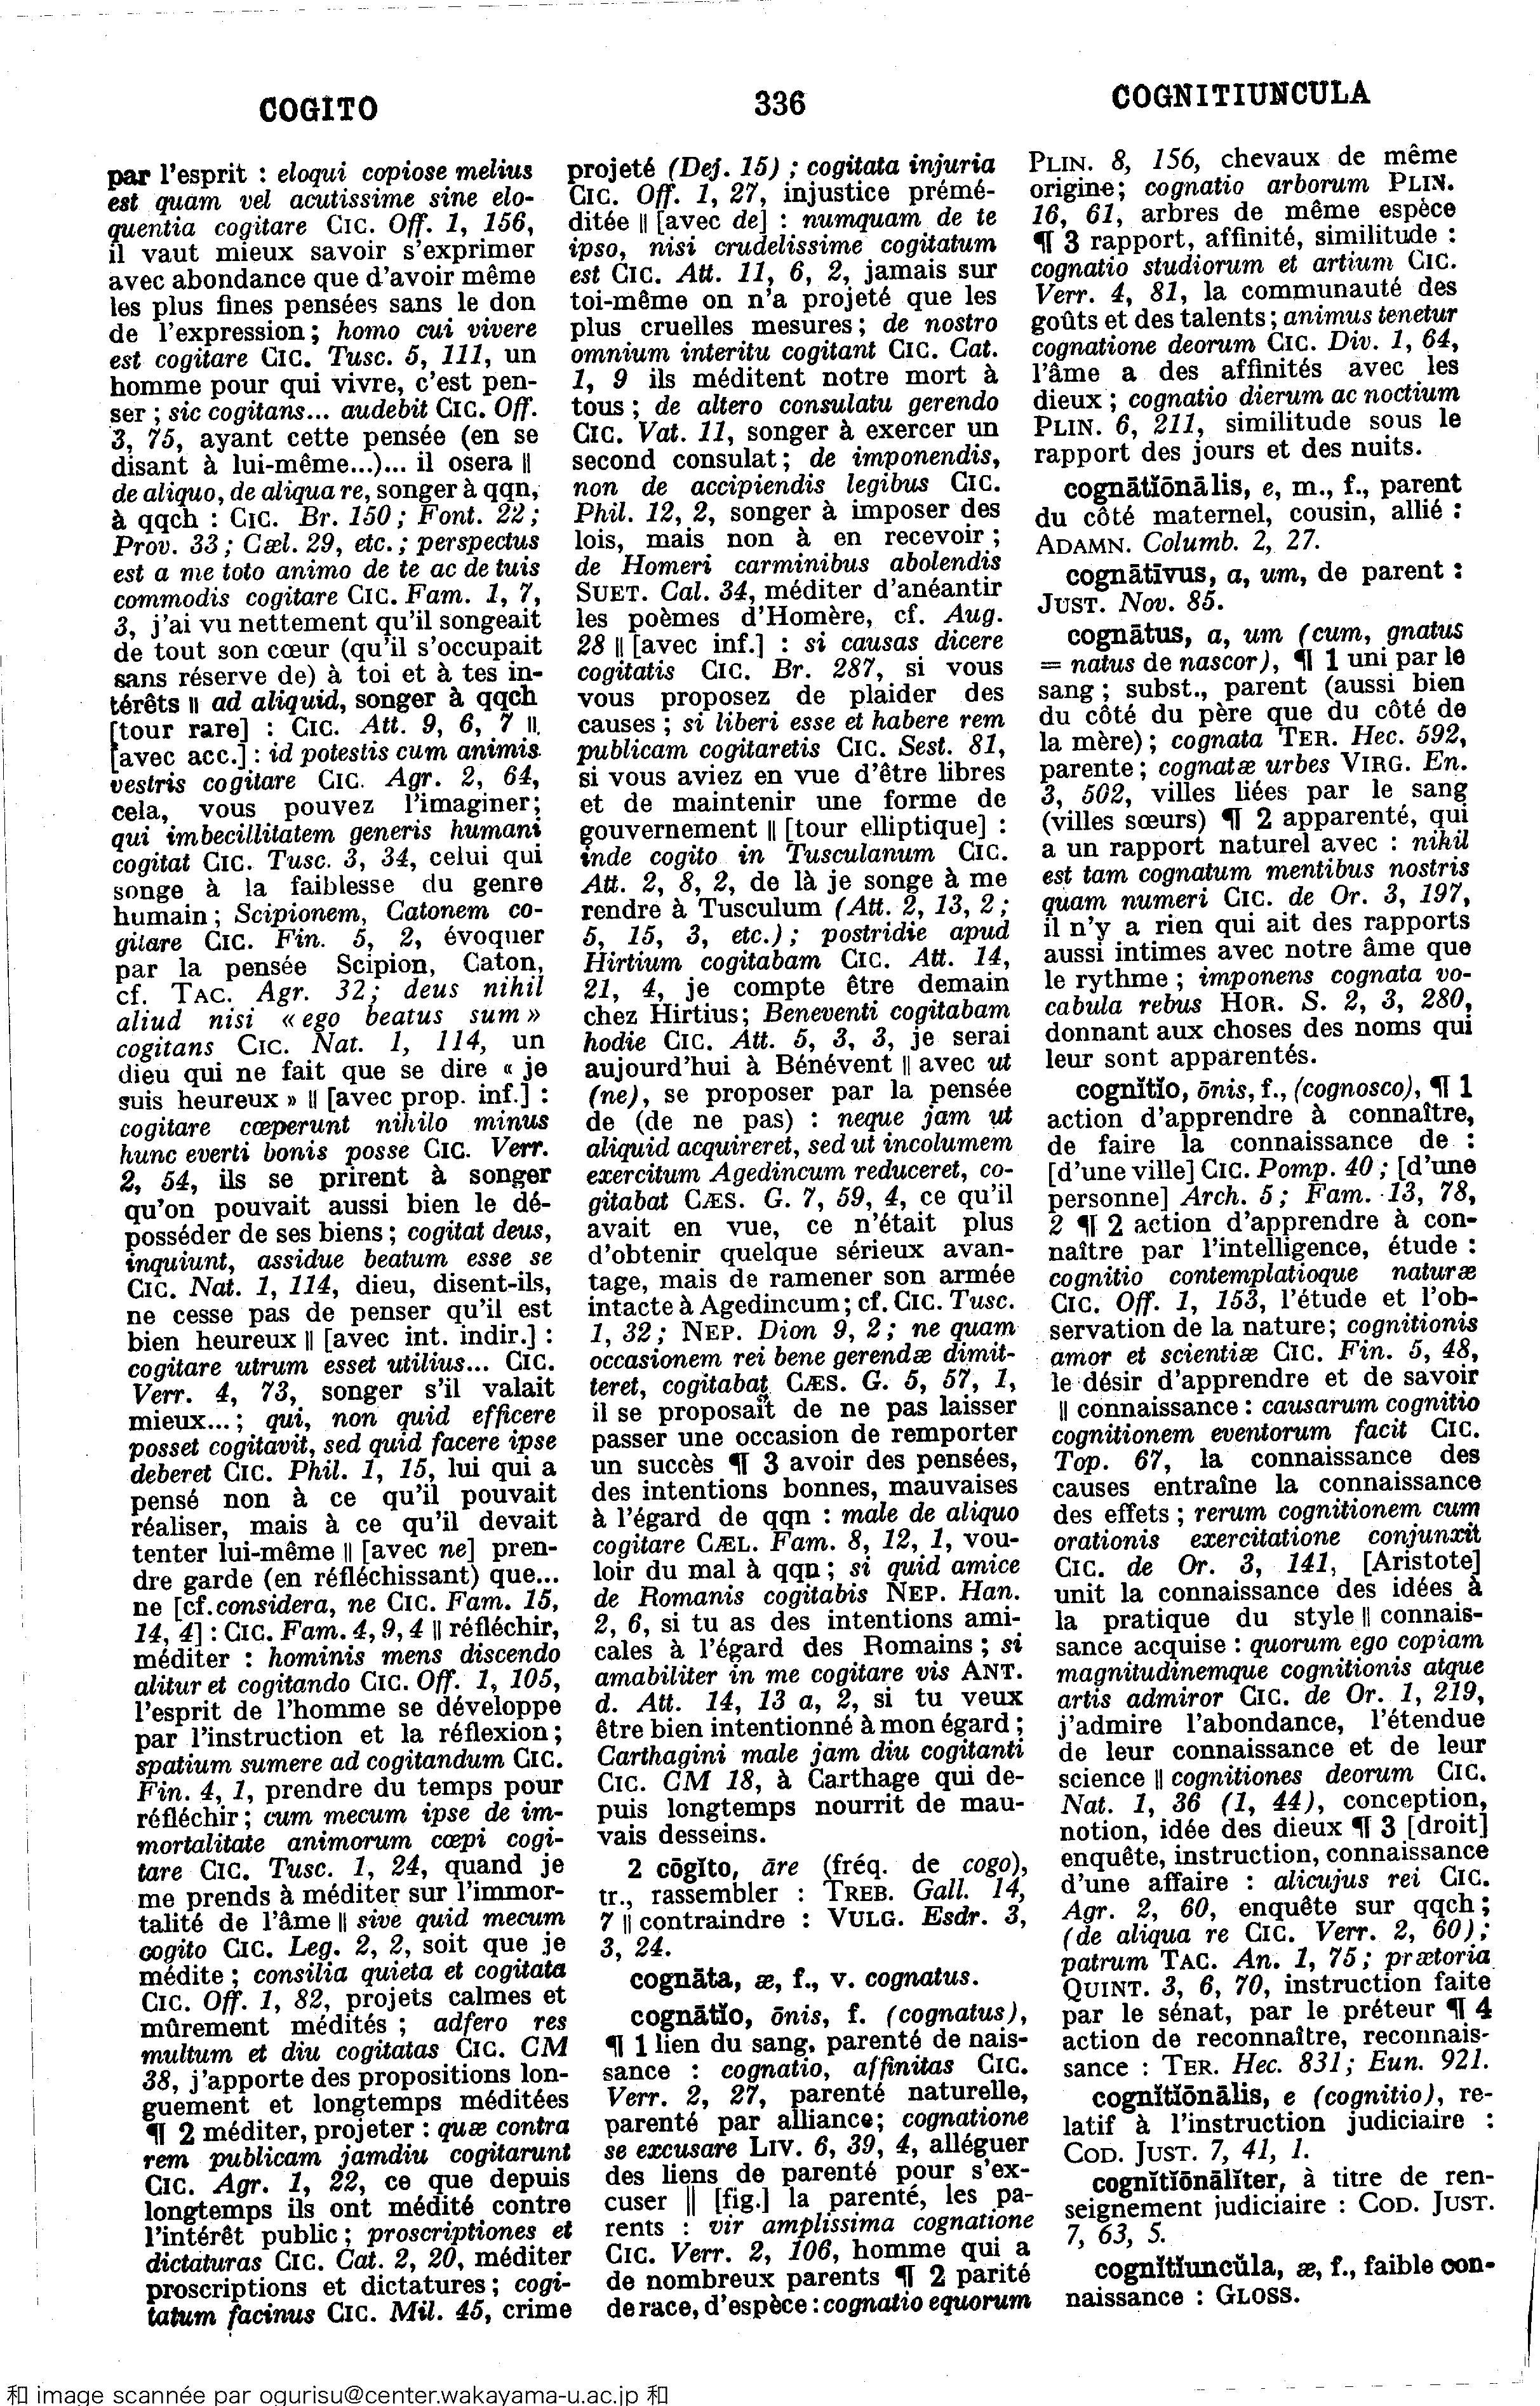 COGITO
336
COGNITIUNCULA
par l'esprit : eloqui copiose melius
est quam vel acutissime sine elo-
quentia cogitare CIC. Off. 1, 156,
il vaut mieux savoir s'exprimer
avec abondance que d'avoir même
les plus fines pensées sans le don
de l'expression; homo cui vivere
est cogitare CIC. Tusc. 5, 111, un
homme pour qui vivre, c'est pen-
ser ; sic cogitans... audebit CIC. Off.
3, 75, ayant cette pensée (en se
disant à lui-même...)... il osera ||
de aliquo, de aliqua re, songer à qqn,
à qqch : CIC. Br. 150 ; Font. 22 ;
Prov. 33 ; Cæl. 29, etc. ; perspectus
est a me toto animo de te ac de tuis
commodis cogitare CIC. Fam. 1, 7,
3, j'ai vu nettement qu'il songeait
de tout son cœur (qu'il s'occupait
sans réserve de) à toi et à tes in-
térêts || ad aliquid, songer à qqch
[tour rare] : CIC. Att. 9, 6, 7 ||
[avec acc.] : id potestis cum animis
vestris cogitare CIC. Agr. 2, 64,
cela, vous pouvez l'imaginer;
qui imbecillitatem generis humani
cogitat CIC. Tusc. 3, 34, celui qui
songe à la faiblesse du genre
humain ; Scipionem, Catonem co-
gitare CIC. Fin. 5, 2, évoquer
par la pensée Scipion, Caton,
cf. TAC. Agr. 32; deus nihil
aliud nisi « ego beatus sum »
cogitans CIC. Nat. 1, 114, un
dieu qui ne fait que se dire « je
suis heureux » || [avec prop. inf.] :
cogitare cœperunt nihilo minus
hunc everti bonis posse CIC. Verr.
2, 54, ils se prirent à songer
qu'on pouvait aussi bien le dé-
posséder de ses biens ; cogitat deus,
inquiunt, assidue beatum esse se
CIC. Nat. 1, 114, dieu, disent-ils,
ne cesse pas de penser qu'il est
bien heureux || [avec int. indir.] :
cogitare utrum esset utilius... CIC.
Verr. 4, 73, songer s'il valait
mieux... ; qui, non quid efficere
posset cogitavit, sed quid facere ipse
deberet CIC. Phil. 1, 15, lui qui a
pensé non à ce qu'il pouvait
réaliser, mais à ce qu'il devait
tenter lui-même || [avec ne] pren-
dre garde (en réfléchissant) que...
ne [cf. considera, ne CIC. Fam. 15,
14, 4] : CIC. Fam. 4, 9, 4 || réfléchir,
méditer : hominis mens discendo
alitur et cogitando CIC. Off. 1, 105,
l'esprit de l'homme se développe
par l'instruction et la réflexion ;
spatium sumere ad cogitandum CIC.
Fin. 4, 1, prendre du temps pour
réfléchir ; cum mecum ipse de im-
mortalitate animorum cœpi cogi-
tare CIC. Tusc. 1, 24, quand je
me prends à méditer sur l'immor-
talité de l'âme || sive quid mecum
cogito CIC. Leg. 2, 2, soit que je
médite ; consilia quieta et cogitata
CIC. Off. 1, 82, projets calmes et
mûrement médités ; adfero res
multum et diu cogitatas CIC. CM
38, j'apporte des propositions lon-
guement et longtemps méditées
¶ 2 méditer, projeter : quæ contra
rem publicam jamdiu cogitarunt
CIC. Agr. 1, 22, ce que depuis
longtemps ils ont médité contre
l'intérêt public ; proscriptiones et
dictaturas CIC. Cat. 2, 20, méditer
proscriptions et dictatures ; cogi-
tatum facinus CIC. Mil. 45, crime
projeté (Dej. 15) ; cogitata injuria
CIC. Off. 1, 27, injustice prémé-
ditée || [avec de] : numquam de te
ipso, nisi crudelissime cogitatum
est CIC. Att. 11, 6, 2, jamais sur
toi-même on n'a projeté que les
plus cruelles mesures ; de nostro
omnium interitu cogitant CIC. Cat.
1, 9 ils méditent notre mort à
tous ; de altero consulatu gerendo
CIC. Vat. 11, songer à exercer un
second consulat ; de imponendis,
non de accipiendis legibus CIC.
Phil. 12, 2, songer à imposer des
lois, mais non à en recevoir ;
de Homeri carminibus abolendis
SUET. Cal. 34, méditer d'anéantir
les poèmes d'Homère, cf. Aug.
28 || [avec inf.] : si causas dicere
cogitatis CIC. Br. 287, si vous
vous proposez de plaider des
causes ; si liberi esse et habere rem
publicam cogitaretis CIC. Sest. 81,
si vous aviez en vue d'être libres
et de maintenir une forme de
gouvernement || [tour elliptique] :
inde cogito in Tusculanum CIC.
Att. 2, 8, 2, de là je songe à me
rendre à Tusculum (Att. 2, 13, 2 ;
5, 15, 3, etc.) ; postridie apud
Hirtium cogitabam CIC. Att. 14,
21, 4, je compte être demain
chez Hirtius; Beneventi cogitabam
hodie CIC. Att. 5, 3, 3, je serai
aujourd'hui à Bénévent || avec ut
(ne), se proposer par la pensée
de (de ne pas) : neque jam ut
aliquid acquireret, sed ut incolumem
exercitum Agedincum reduceret, co-
gitabat CÆS. G. 7, 59, 4, ce qu'il
avait en vue, ce n'était plus
d'obtenir quelque sérieux avan-
tage, mais de ramener son armée
intacte à Agedincum ; cf. CIC. Tusc.
1, 32 ; NEP. Dion 9, 2 ; ne quam
occasionem rei bene gerendæ dimit-
teret, cogitabat CÆS. G. 5, 57, 1,
il se proposait de ne pas laisser
passer une occasion de remporter
un succès ¶ 3 avoir des pensées,
des intentions bonnes, mauvaises
à l'égard de qqn : male de aliquo
cogitare CÆL. Fam. 8, 12, 1, vou-
loir du mal à qqn ; si quid amice
de Romanis cogitabis NEP. Han.
2, 6, si tu as des intentions ami-
cales à l'égard des Romains ; si
amabiliter in me cogitare vis ANT.
d. Att. 14, 13 a, 2, si tu veux
être bien intentionné à mon égard ;
Carthagini male jam diu cogitanti
CIC. CM 18, à Carthage qui de-
puis longtemps nourrit de mau-
vais desseins.
2 cōgĭto, āre (fréq. de cogo),
tr., rassembler : TREB. Gall. 14,
7 || contraindre : VULG. Esdr. 3,
3, 24.
cognāta, æ, f., v. cognatus.
cognātĭo, ōnis, f. (cognatus),
¶ 1 lien du sang, parenté de nais-
sance : cognatio, affinitas CIC.
Verr. 2, 27, parenté naturelle,
parenté par alliance; cognatione
se excusare LIV. 6, 39, 4, alléguer
des liens de parenté pour s'ex-
cuser || [fig.] la parenté, les pa-
rents : vir amplissima cognatione
CIC. Verr. 2, 106, homme qui a
de nombreux parents ¶ 2 parité
de race, d'espèce : cognatio equorum
PLIN. 8, 156, chevaux de même
origine; cognatio arborum PLIN.
16, 61, arbres de même espèce
¶ 3 rapport, affinité, similitude :
cognatio studiorum et artium CIC.
Verr. 4, 81, la communauté des
goûts et des talents ; animus tenetur
cognatione deorum CIC. Div. 1, 64,
l'âme a des affinités avec les
dieux ; cognatio dierum ac noctium
PLIN. 6, 211, similitude sous le
rapport des jours et des nuits.
cognātĭōnālis, e, m., f., parent
du côté maternel, cousin, allié :
ADAMN. Columb. 2, 27.
cognātīvus, a, um, de parent :
JUST. Nov. 85.
cognātus, a, um (cum, gnatus
= natus de nascor), ¶ 1 uni par le
sang ; subst., parent (aussi bien
du côté du père que du côté de
la mère) ; cognata TER. Hec. 592,
parente ; cognatæ urbes VIRG. En.
3, 502, villes liées par le sang
(villes sœurs) ¶ 2 apparenté, qui
a un rapport naturel avec : nihil
est tam cognatum mentibus nostris
quam numeri CIC. de Or. 3, 197,
il n'y a rien qui ait des rapports
aussi intimes avec notre âme que
le rythme ; imponens cognata vo-
cabula rebus HOR. S. 2, 3, 280,
donnant aux choses des noms qui
leur sont apparentés.
cognĭtĭo, ōnis, f., (cognosco), ¶ 1
action d'apprendre à connaître,
de faire la connaissance de :
[d'une ville] CIC. Pomp. 40 ; [d'une
personne] Arch. 5 ; Fam. 13, 78,
2 ¶ 2 action d'apprendre à con-
naître par l'intelligence, étude :
cognitio contemplatioque naturæ
CIC. Off. 1, 153, l'étude et l'ob-
servation de la nature; cognitionis
amor et scientiæ CIC. Fin. 5, 48,
le désir d'apprendre et de savoir
|| connaissance : causarum cognitio
cognitionem eventorum facit CIC.
Top. 67, la connaissance des
causes entraîne la connaissance
des effets ; rerum cognitionem cum
orationis exercitatione conjunxit
CIC. de Or. 3, 141, [Aristote]
unit la connaissance des idées à
la pratique du style || connais-
sance acquise : quorum ego copiam
magnitudinemque cognitionis atque
artis admiror CIC. de Or. 1, 219,
j'admire l'abondance, l'étendue
de leur connaissance et de leur
science || cognitiones deorum CIC.
Nat. 1, 36 (1, 44), conception,
notion, idée des dieux ¶ 3 [droit]
enquête, instruction, connaissance
d'une affaire : alicujus rei CIC.
Agr. 2, 60, enquête sur qqch ;
(de aliqua re CIC. Verr. 2, 60) ;
patrum TAC. An. 1, 75 ; prætoria
QUINT. 3, 6, 70, instruction faite
par le sénat, par le préteur ¶ 4
action de reconnaître, reconnais-
sance : TER. Hec. 831 ; Eun. 921.
cognĭtĭōnālis, e (cognitio), re-
latif à l'instruction judiciaire :
COD. JUST. 7, 41, 1.
cognĭtĭōnālĭter, à titre de ren-
seignement judiciaire : COD. JUST.
7, 63, 5.
cognĭtĭuncŭla, æ, f., faible con-
naissance : GLOSS.
和 image scannée par ogurisu@center.wakayama-u.ac.jp 和